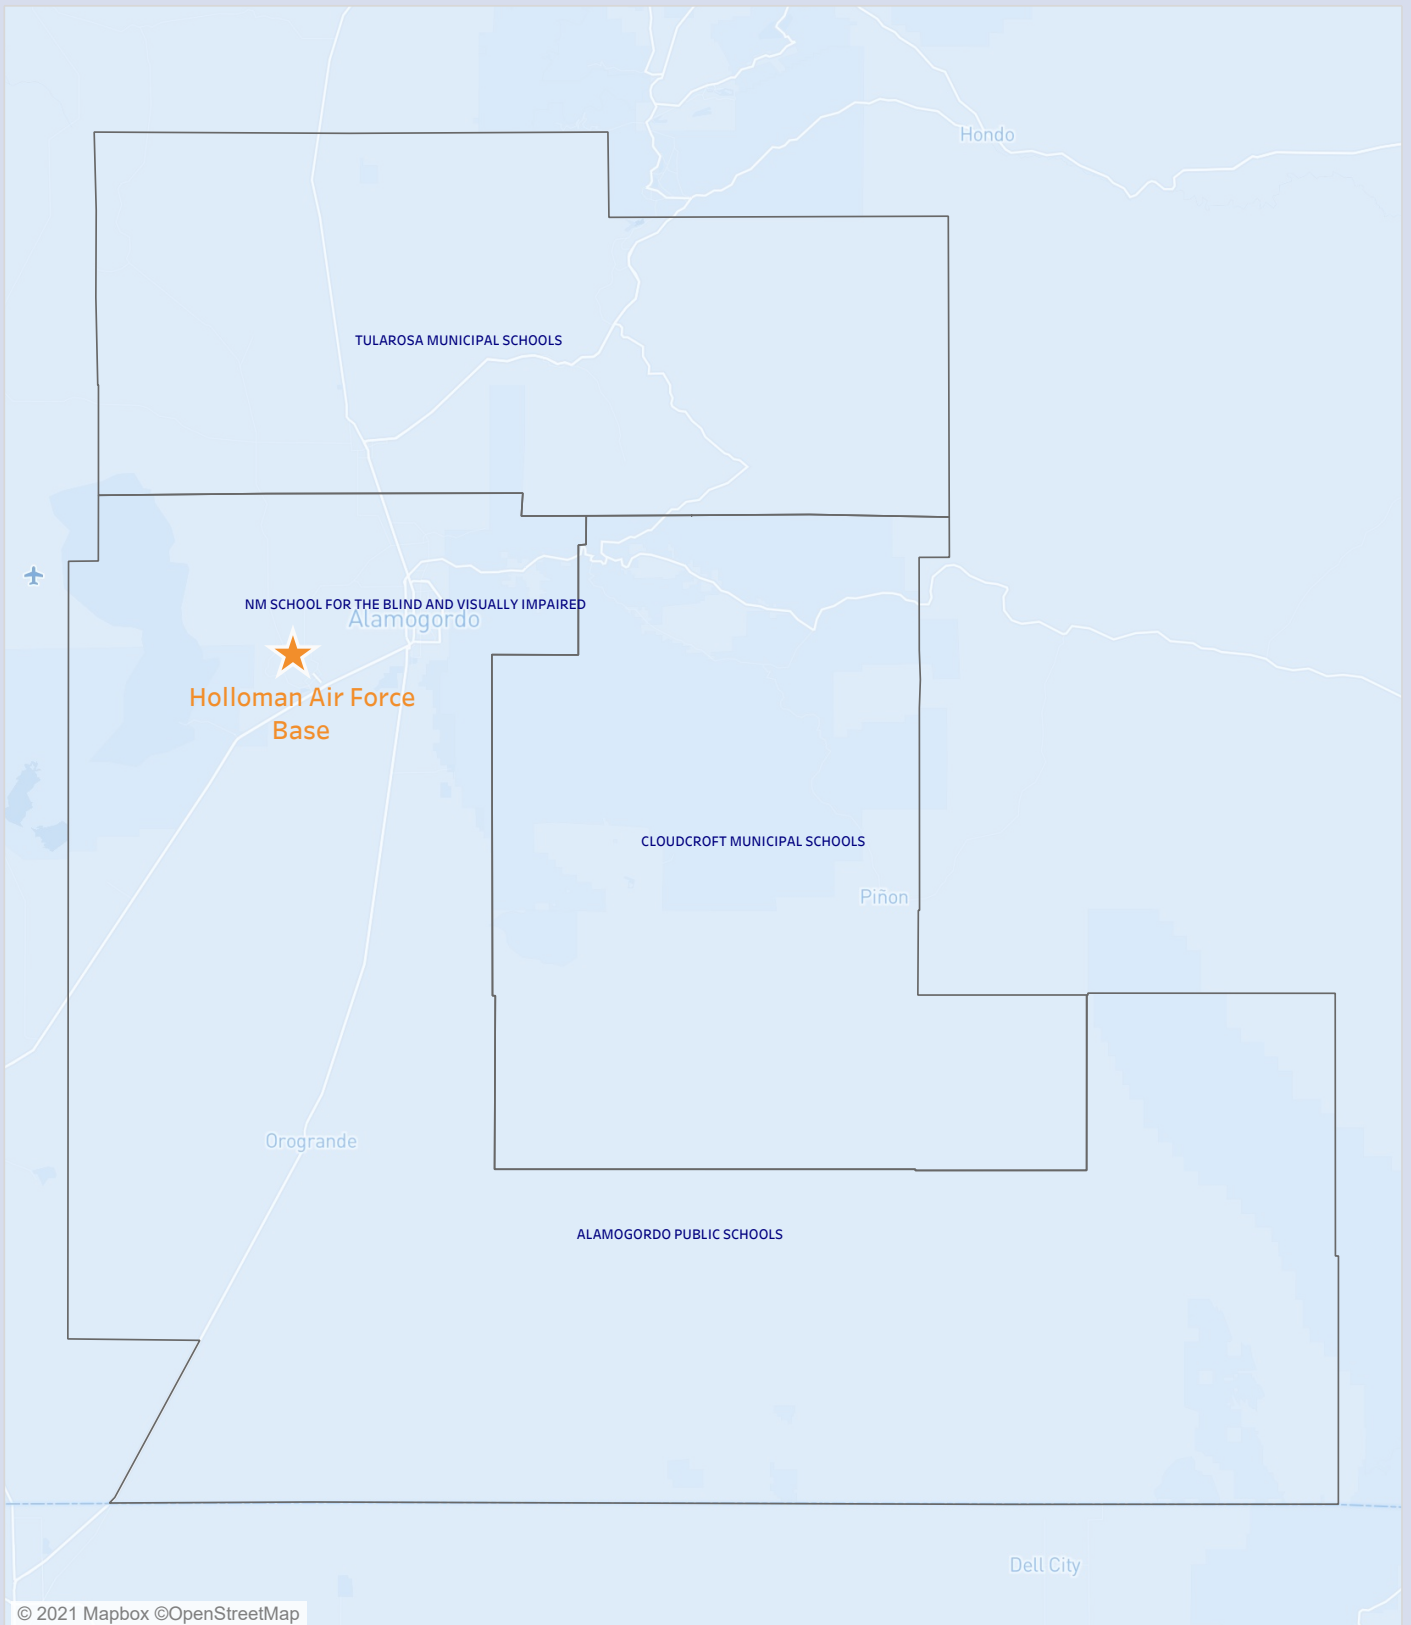 Hondo
TULAROSA MUNICIPAL SCHOOLS
NM SCHOOL FOR THE BLIND AND VISUALLY IMPAIRED
Alamogordo
Holloman Air Force
Base
CLOUDCROFT MUNICIPAL SCHOOLS
Piñon
Orogrande
ALAMOGORDO PUBLIC SCHOOLS
Dell City
© 2021 Mapbox ©OpenStreetMap